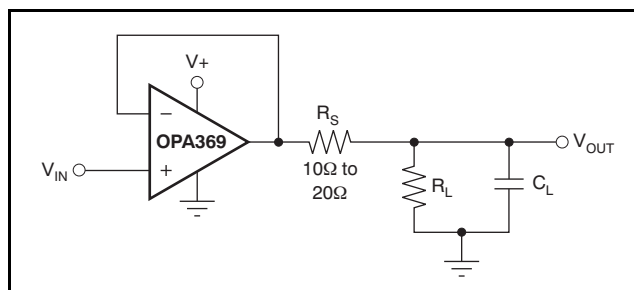 V+
−
OPA369
+
V_IN
R_S
10Ω to
20Ω
R_L
C_L
V_OUT